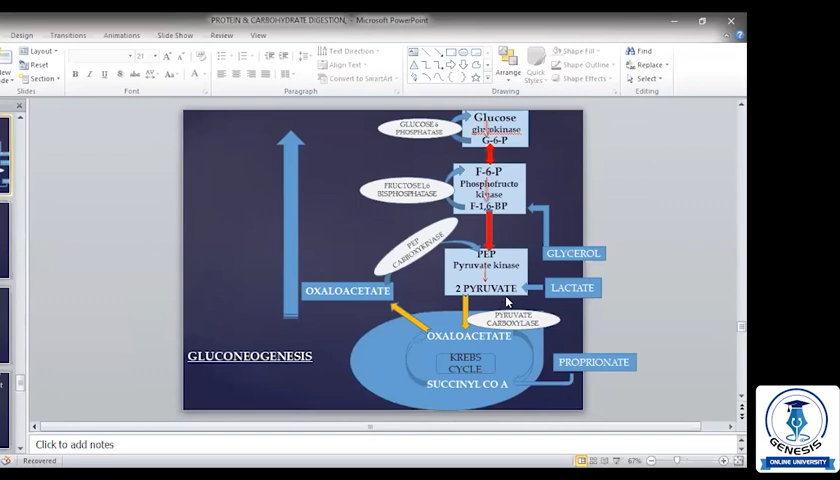 PROTEIN & CARBOHYDRATE DIGESTION, - Microsoft PowerPoint
Design Transitions Animations Slide Show Review View
Layout
Reset
Section
Slides
21
B I U S abc AV Aa A
Font
Paragraph
Text Direction
Align Text
Convert to SmartArt
Arrange
Quick
Styles
Shape Fill
Shape Outline
Shape Effects
Drawing
Find
Replace
Select
Editing
Glucose
glucokinase
G-6-P
GLUCOSE 6
PHOSPHATASE
F-6-P
Phosphofructo
kinase
F-1,6-BP
FRUCTOSE1,6
BISPHOSPHATASE
PEP
CARBOXYKINASE
PEP
Pyruvate kinase
2 PYRUVATE
GLYCEROL
LACTATE
OXALOACETATE
PYRUVATE
CARBOXYLASE
OXALOACETATE
KREBS
CYCLE
SUCCINYL CO A
PROPRIONATE
GLUCONEOGENESIS
Click to add notes
Recovered
67%
GENESIS
ONLINE UNIVERSITY